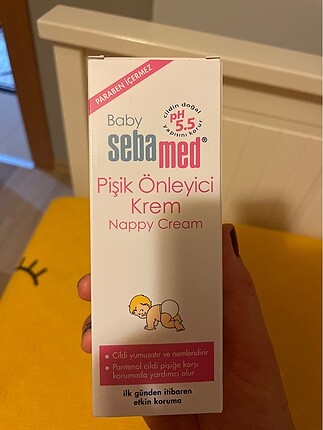 PARABEN İÇERMEZ
cildin doğal
pH
5.5
yapısını korur
Baby
sebamed®
Pişik Önleyici
Krem
Nappy Cream
• Cildi yumuşatır ve nemlendirir
• Pantenol cildi pişiğe karşı
korumada yardımcı olur
ilk günden itibaren
etkin koruma